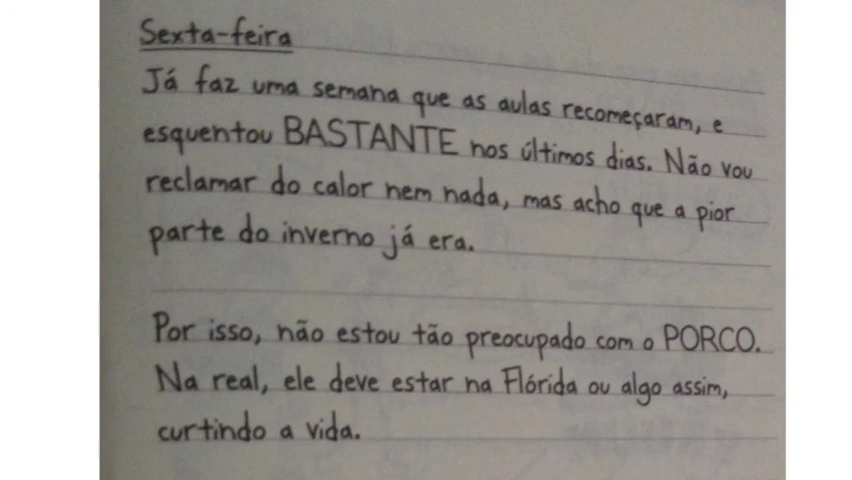 Sexta-feira
Já faz uma semana que as aulas recomeçaram, e
esquentou BASTANTE nos últimos dias. Não vou
reclamar do calor nem nada, mas acho que a pior
parte do inverno já era.
Por isso, não estou tão preocupado com o PORCO.
Na real, ele deve estar na Flórida ou algo assim,
curtindo a vida.